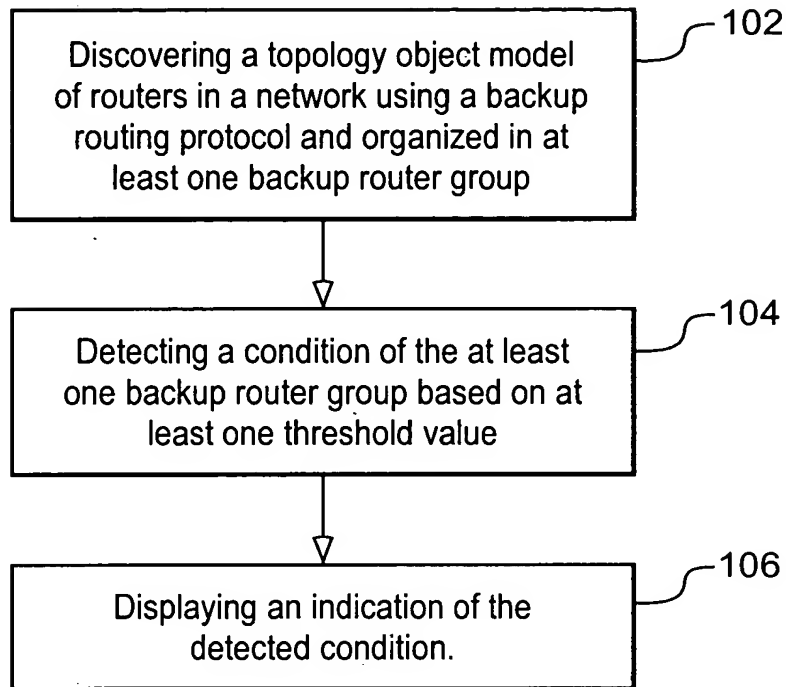 Discovering a topology object model
of routers in a network using a backup
routing protocol and organized in at
least one backup router group
102
Detecting a condition of the at least
one backup router group based on at
least one threshold value
104
Displaying an indication of the
detected condition.
106